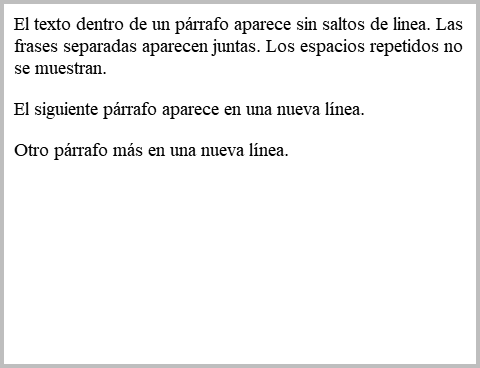 El texto dentro de un párrafo aparece sin saltos de linea. Las
frases separadas aparecen juntas. Los espacios repetidos no
se muestran.
El siguiente párrafo aparece en una nueva línea.
Otro párrafo más en una nueva línea.